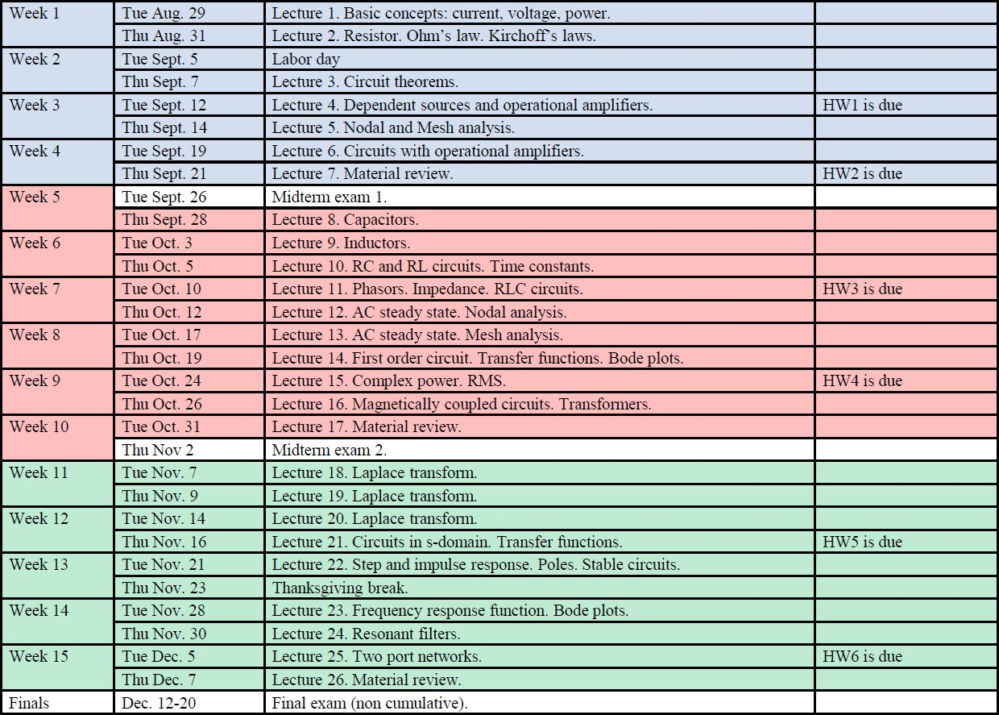 Week 1 Tue Aug. 29 Lecture 1. Basic concepts: current, voltage, power.
Thu Aug. 31 Lecture 2. Resistor. Ohm's law. Kirchoff's laws.
Week 2 Tue Sept. 5 Labor day
Thu Sept. 7 Lecture 3. Circuit theorems.
Week 3 Tue Sept. 12 Lecture 4. Dependent sources and operational amplifiers. HW1 is due
Thu Sept. 14 Lecture 5. Nodal and Mesh analysis.
Week 4 Tue Sept. 19 Lecture 6. Circuits with operational amplifiers.
Thu Sept. 21 Lecture 7. Material review. HW2 is due
Week 5 Tue Sept. 26 Midterm exam 1.
Thu Sept. 28 Lecture 8. Capacitors.
Week 6 Tue Oct. 3 Lecture 9. Inductors.
Thu Oct. 5 Lecture 10. RC and RL circuits. Time constants.
Week 7 Tue Oct. 10 Lecture 11. Phasors. Impedance. RLC circuits. HW3 is due
Thu Oct. 12 Lecture 12. AC steady state. Nodal analysis.
Week 8 Tue Oct. 17 Lecture 13. AC steady state. Mesh analysis.
Thu Oct. 19 Lecture 14. First order circuit. Transfer functions. Bode plots.
Week 9 Tue Oct. 24 Lecture 15. Complex power. RMS. HW4 is due
Thu Oct. 26 Lecture 16. Magnetically coupled circuits. Transformers.
Week 10 Tue Oct. 31 Lecture 17. Material review.
Thu Nov 2 Midterm exam 2.
Week 11 Tue Nov. 7 Lecture 18. Laplace transform.
Thu Nov. 9 Lecture 19. Laplace transform.
Week 12 Tue Nov. 14 Lecture 20. Laplace transform.
Thu Nov. 16 Lecture 21. Circuits in s-domain. Transfer functions. HW5 is due
Week 13 Tue Nov. 21 Lecture 22. Step and impulse response. Poles. Stable circuits.
Thu Nov. 23 Thanksgiving break.
Week 14 Tue Nov. 28 Lecture 23. Frequency response function. Bode plots.
Thu Nov. 30 Lecture 24. Resonant filters.
Week 15 Tue Dec. 5 Lecture 25. Two port networks. HW6 is due
Thu Dec. 7 Lecture 26. Material review.
Finals Dec. 12-20 Final exam (non cumulative).